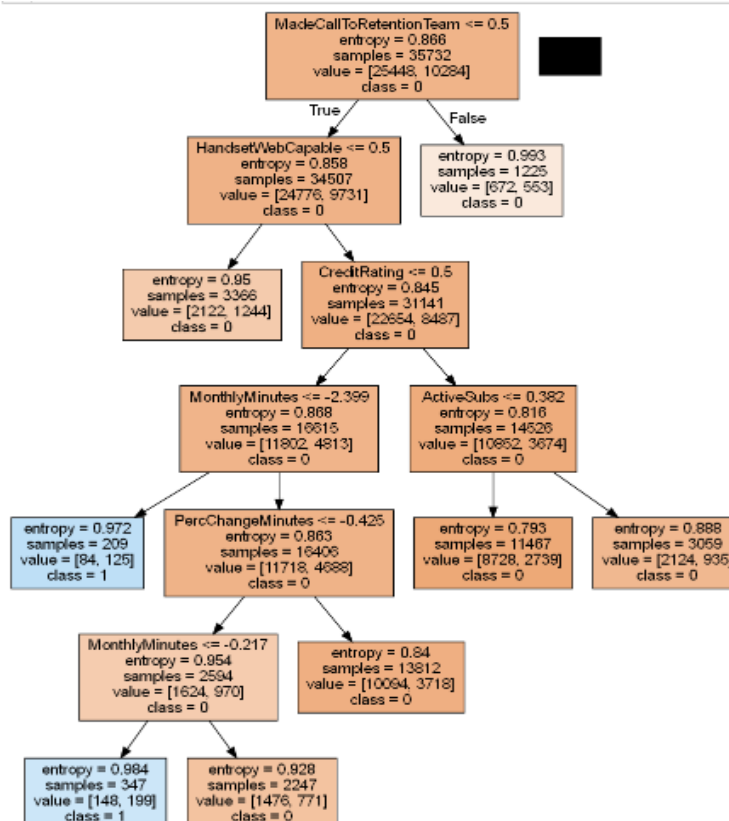 MadeCallToRetentionTeam <= 0.5
entropy = 0.866
samples = 35732
value = [25448, 10284]
class = 0
True
False
HandsetWebCapable <= 0.5
entropy = 0.858
samples = 34507
value = [24776, 9731]
class = 0
entropy = 0.993
samples = 1225
value = [672, 553]
class = 0
entropy = 0.95
samples = 3366
value = [2122, 1244]
class = 0
CreditRating <= 0.5
entropy = 0.845
samples = 31141
value = [22654, 8487]
class = 0
MonthlyMinutes <= -2.399
entropy = 0.868
samples = 16615
value = [11802, 4813]
class = 0
ActiveSubs <= 0.382
entropy = 0.816
samples = 14526
value = [10852, 3674]
class = 0
entropy = 0.972
samples = 209
value = [84, 125]
class = 1
PercChangeMinutes <= -0.425
entropy = 0.863
samples = 16406
value = [11718, 4688]
class = 0
entropy = 0.793
samples = 11467
value = [8728, 2739]
class = 0
entropy = 0.888
samples = 3059
value = [2124, 935]
class = 0
MonthlyMinutes <= -0.217
entropy = 0.954
samples = 2594
value = [1624, 970]
class = 0
entropy = 0.84
samples = 13812
value = [10094, 3718]
class = 0
entropy = 0.984
samples = 347
value = [148, 199]
class = 1
entropy = 0.928
samples = 2247
value = [1476, 771]
class = 0